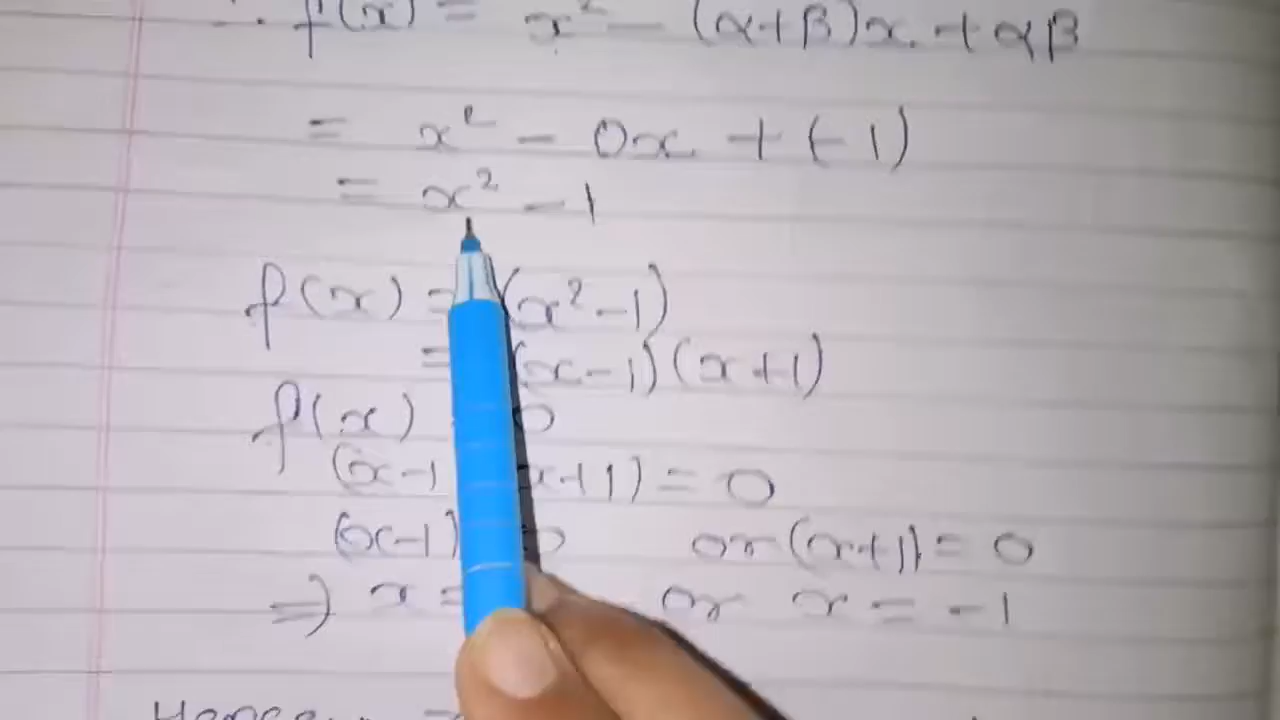 ∴ f(x) = x² - (α+β)x + αβ
= x² - 0x + (-1)
= x² - 1
f(x) = (x² - 1)
= (x-1)(x+1)
f(x) 0
(x-1 x+1) = 0
(x-1) 0 or (x+1) = 0
⇒ x = or x = -1
Hence